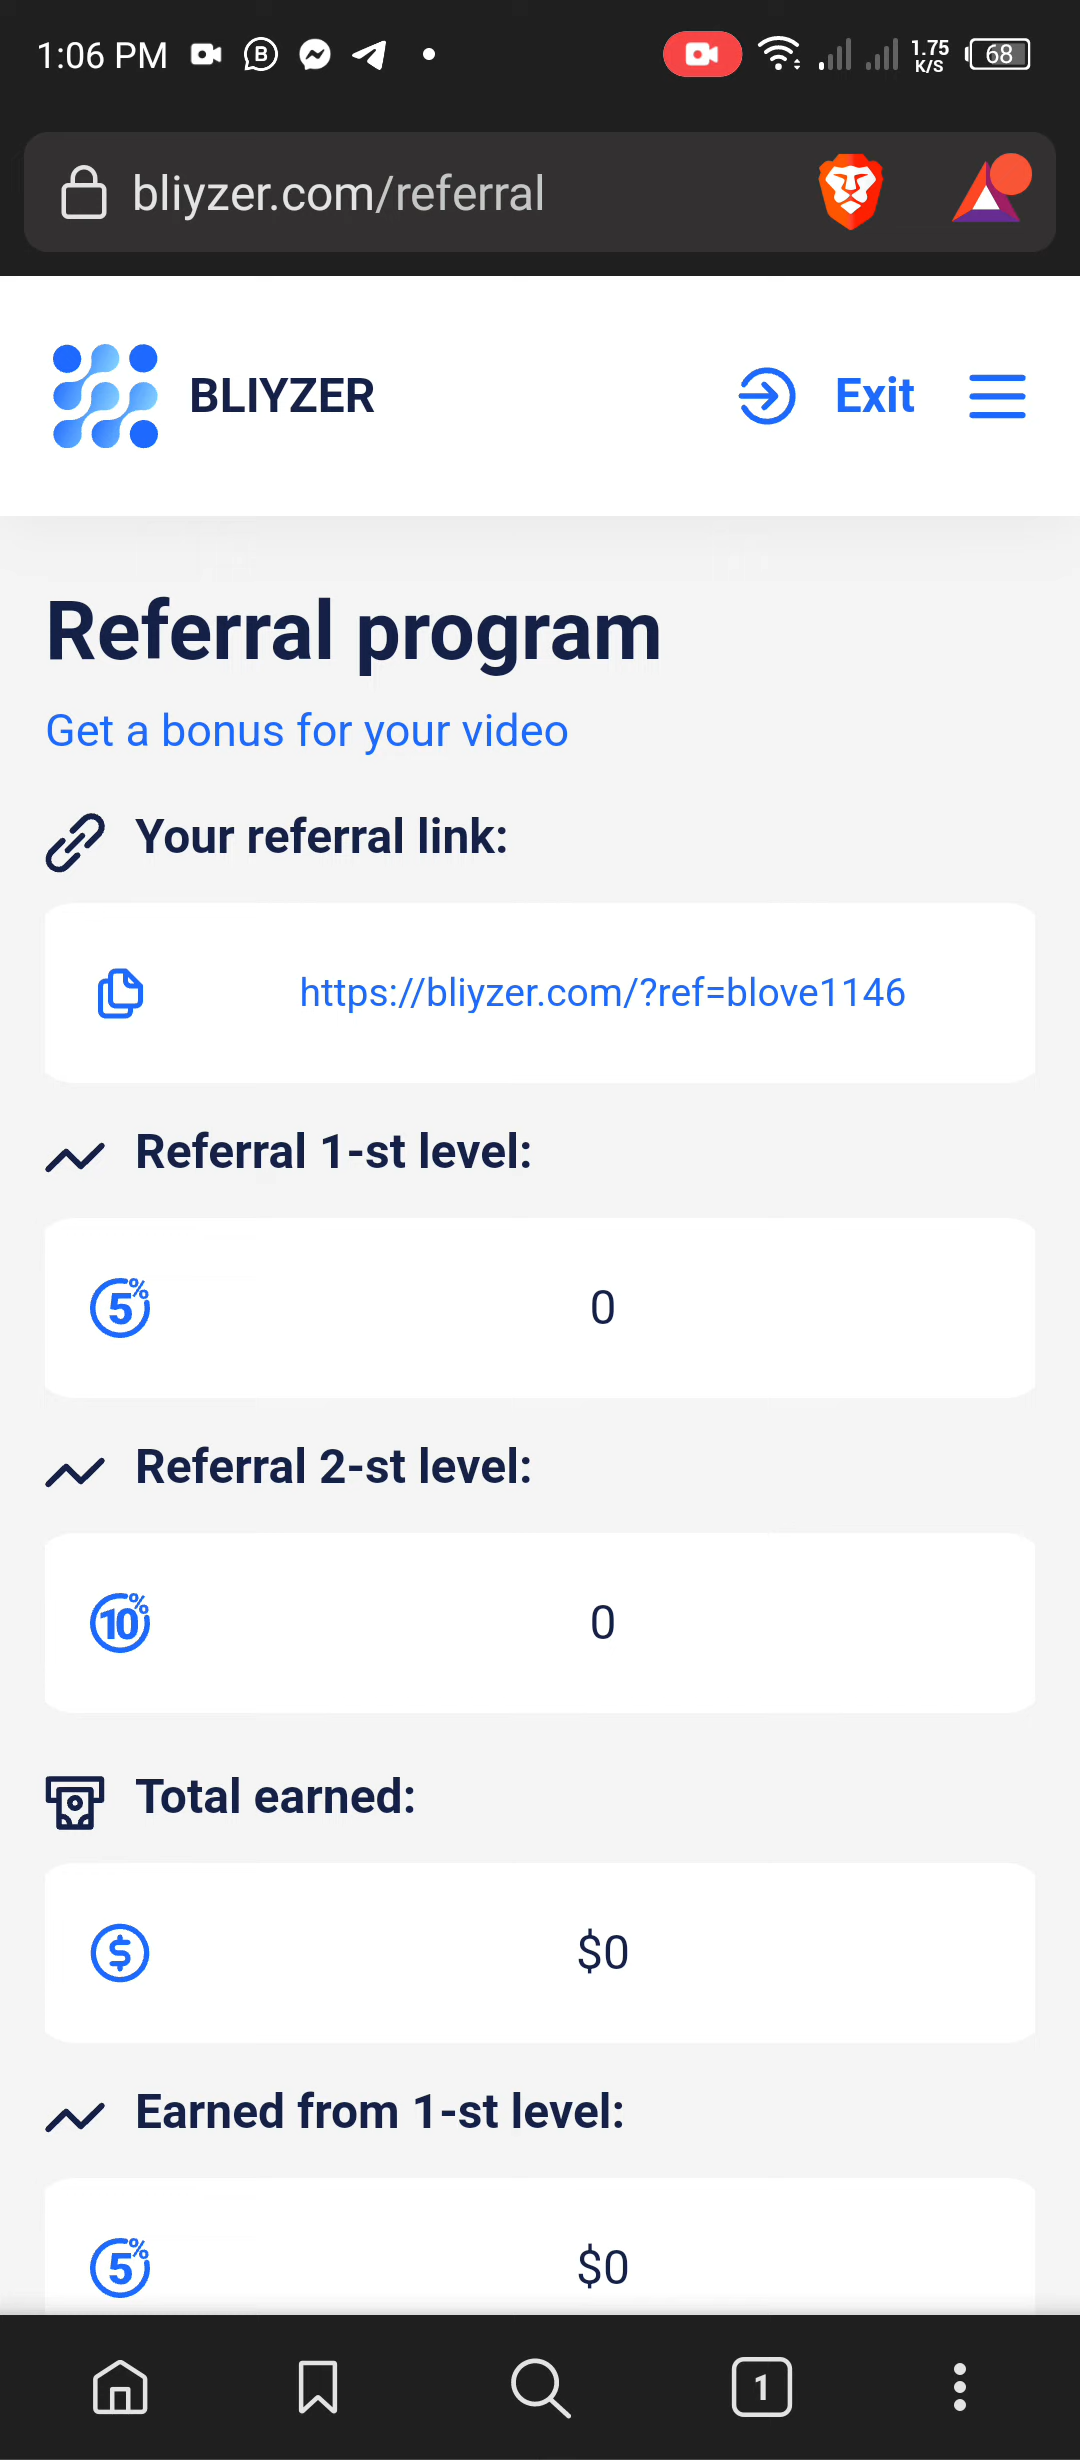 1:06 PM B 1.75 K/S 68
bliyzer.com/referral
BLIYZER Exit
Referral program
Get a bonus for your video
Your referral link:
https://bliyzer.com/?ref=blove1146
Referral 1-st level:
5% 0
Referral 2-st level:
10% 0
Total earned:
$ $0
Earned from 1-st level:
5% $0
1